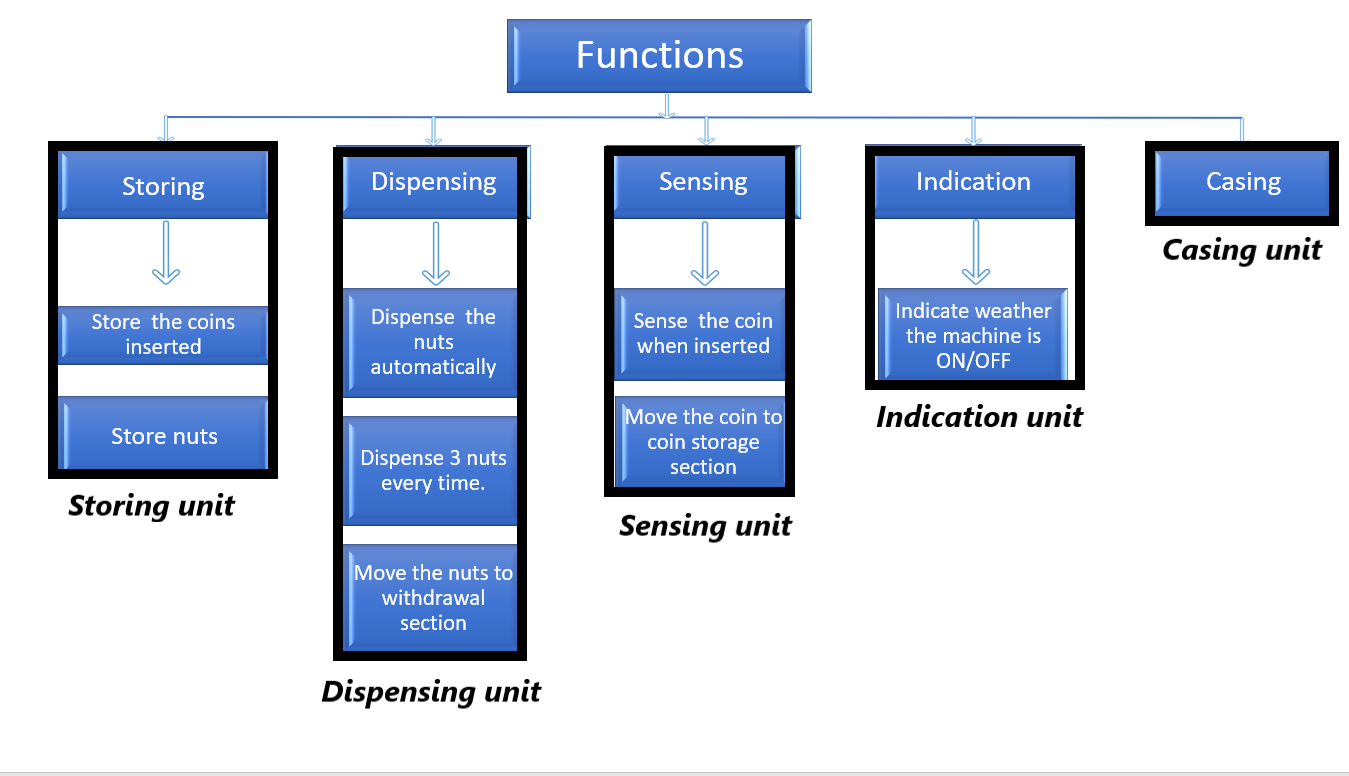 Functions
Storing
Store the coins
inserted
Store nuts
Storing unit
Dispensing
Dispense the
nuts
automatically
Dispense 3 nuts
every time.
Move the nuts to
withdrawal
section
Dispensing unit
Sensing
Sense the coin
when inserted
Move the coin to
coin storage
section
Sensing unit
Indication
Indicate weather
the machine is
ON/OFF
Indication unit
Casing
Casing unit